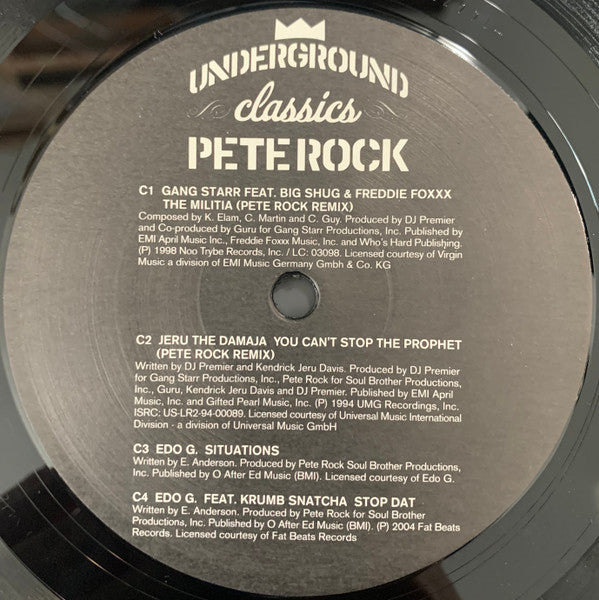 UNDERGROUND
classics
PETE ROCK
C1 GANG STARR FEAT. BIG SHUG & FREDDIE FOXXX
THE MILITIA (PETE ROCK REMIX)
Composed by K. Elam, C. Martin and C. Guy. Produced by DJ Premier
and Co-produced by Guru for Gang Starr Productions, Inc., Published by
EMI April Music Inc., Freddie Foxxx Music, Inc. and Who's Hard Publishing.
(P) 1998 Noo Trybe Records, Inc. / LC: 03098. Licensed courtesy of Virgin
Music a division of EMI Music Germany Gmbh & Co. KG
C2 JERU THE DAMAJA YOU CAN'T STOP THE PROPHET
(PETE ROCK REMIX)
Written by DJ Premier and Kendrick Jeru Davis. Produced by DJ Premier
for Gang Starr Productions, Inc., Pete Rock for Soul Brother Productions,
Inc., Guru, Kendrick Jeru Davis and DJ Premier. Published by EMI April
Music, Inc. and Gifted Pearl Music, Inc. (P) 1994 UMG Recordings, Inc.
ISRC: US-LR2-94-00089. Licensed courtesy of Universal Music International
Division - a division of Universal Music GmbH
C3 EDO G. SITUATIONS
Written by E. Anderson. Produced by Pete Rock Soul Brother Productions,
Inc. Published by O After Ed Music (BMI). Licensed courtesy of Edo G.
C4 EDO G. FEAT. KRUMB SNATCHA STOP DAT
Written by E. Anderson. Produced by Pete Rock for Soul Brother
Productions, Inc. Published by O After Ed Music (BMI). (P) 2004 Fat Beats
Records. Licensed courtesy of Fat Beats Records